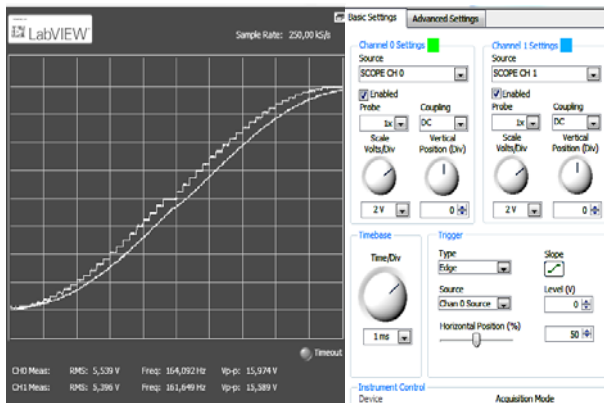 LabVIEW
Sample Rate: 250,00 kS/s
Timeout
CH0 Meas: RMS: 5,539 V Freq: 164,092 Hz Vp-p: 15,974 V
CH1 Meas: RMS: 5,396 V Freq: 161,649 Hz Vp-p: 15,589 V
Basic Settings Advanced Settings
Channel 0 Settings
Source
SCOPE CH 0
Enabled
Probe Coupling
1x DC
Scale Vertical
Volts/Div Position (Div)
2 V 0
Channel 1 Settings
Source
SCOPE CH 1
Enabled
Probe Coupling
1x DC
Scale Vertical
Volts/Div Position (Div)
2 V 0
Timebase
Time/Div
1 ms
Trigger
Type Slope
Edge
Source Level (V)
Chan 0 Source 0
Horizontal Position (%)
50
Instrument Control
Device Acquisition Mode